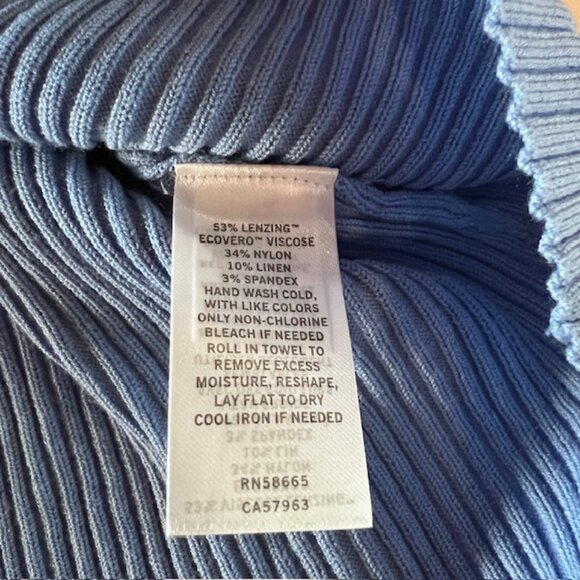 53% LENZING™
ECOVERO™ VISCOSE
34% NYLON
10% LINEN
3% SPANDEX
HAND WASH COLD,
WITH LIKE COLORS
ONLY NON-CHLORINE
BLEACH IF NEEDED
ROLL IN TOWEL TO
REMOVE EXCESS
MOISTURE, RESHAPE,
LAY FLAT TO DRY
COOL IRON IF NEEDED
RN58665
CA57963